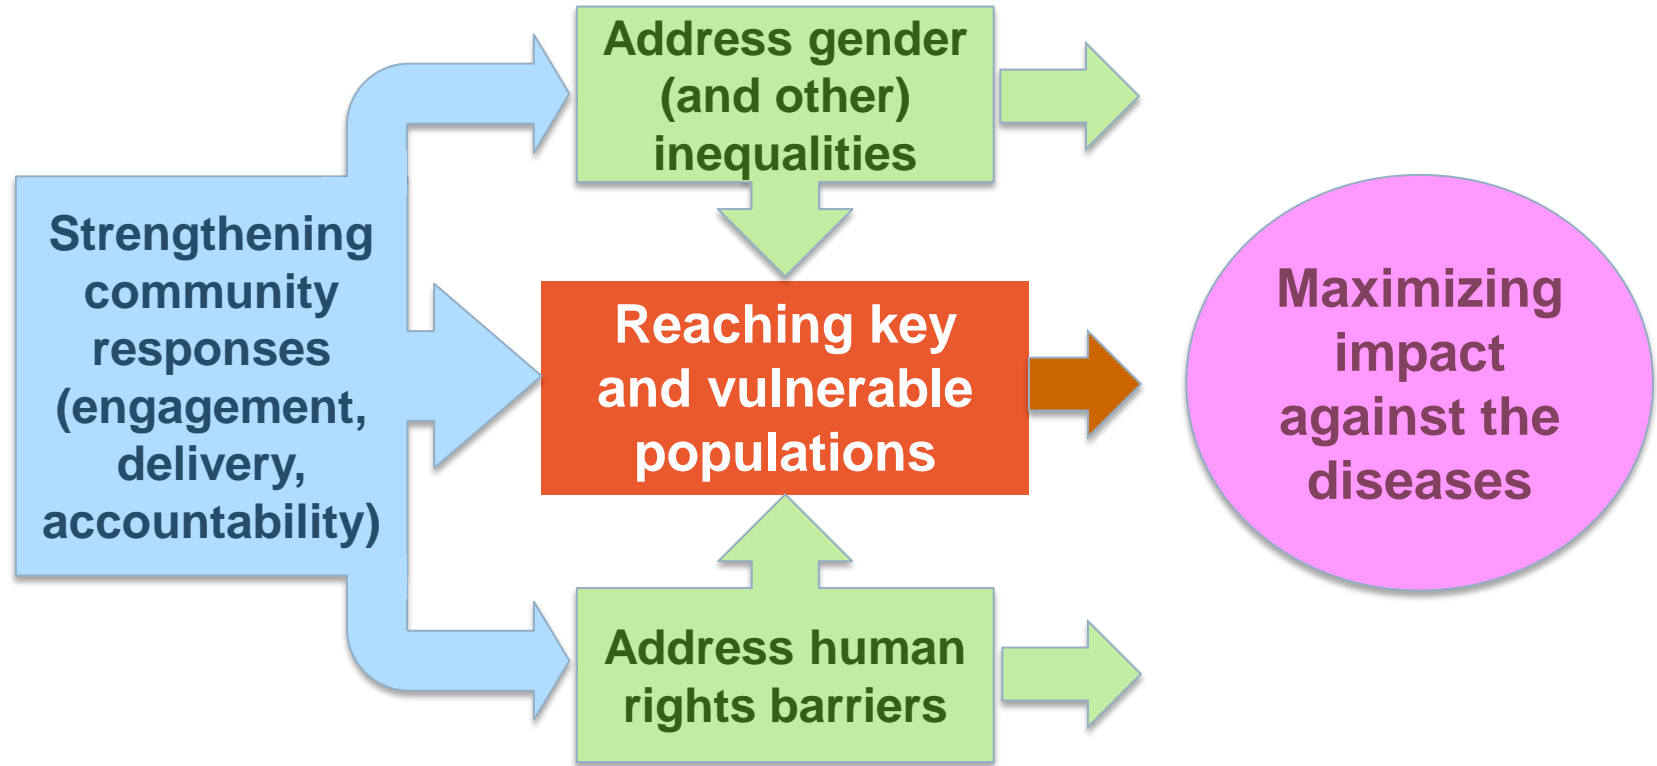 Strengthening
community
responses
(engagement,
delivery,
accountability)
Address gender
(and other)
inequalities
Reaching key
and vulnerable
populations
Address human
rights barriers
Maximizing
impact
against the
diseases